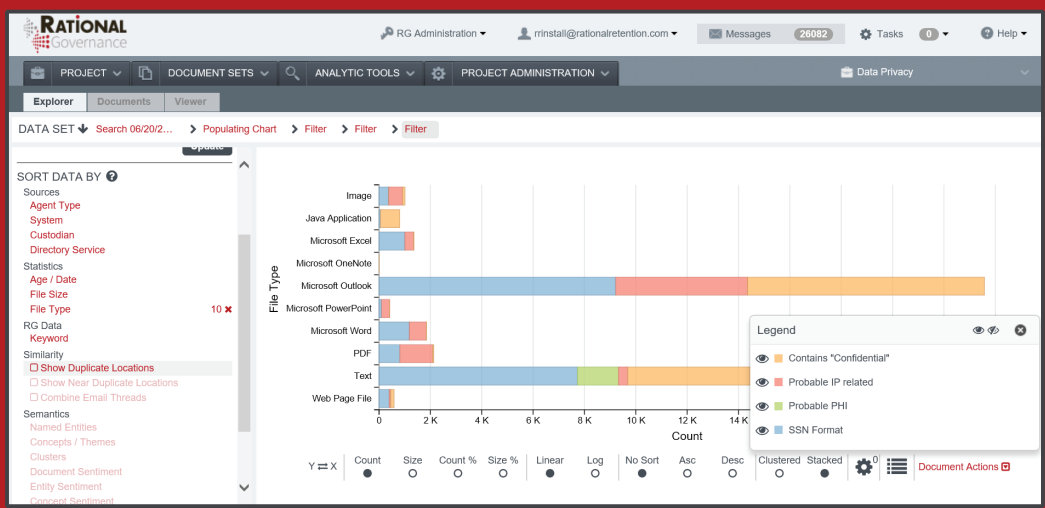 RATIONAL
Governance
RG Administration
rrinstall@rationalretention.com
Messages 26082
Tasks 0
Help
PROJECT DOCUMENT SETS ANALYTIC TOOLS PROJECT ADMINISTRATION
Data Privacy
Explorer Documents Viewer
DATA SET Search 06/20/2... Populating Chart Filter Filter Filter
Update
SORT DATA BY
Sources
Agent Type
System
Custodian
Directory Service
Statistics
Age / Date
File Size
File Type 10
RG Data
Keyword
Similarity
Show Duplicate Locations
Show Near Duplicate Locations
Combine Email Threads
Semantics
Named Entities
Concepts / Themes
Clusters
Document Sentiment
Entity Sentiment
Concept Sentiment
File Type
Image
Java Application
Microsoft Excel
Microsoft OneNote
Microsoft Outlook
Microsoft PowerPoint
Microsoft Word
PDF
Text
Web Page File
0 2 K 4 K 6 K 8 K 10 K 12 K 14 K
Count
Legend
Contains "Confidential"
Probable IP related
Probable PHI
SSN Format
Y ⇄ X Count Size Count % Size % Linear Log No Sort Asc Desc Clustered Stacked 0 Document Actions